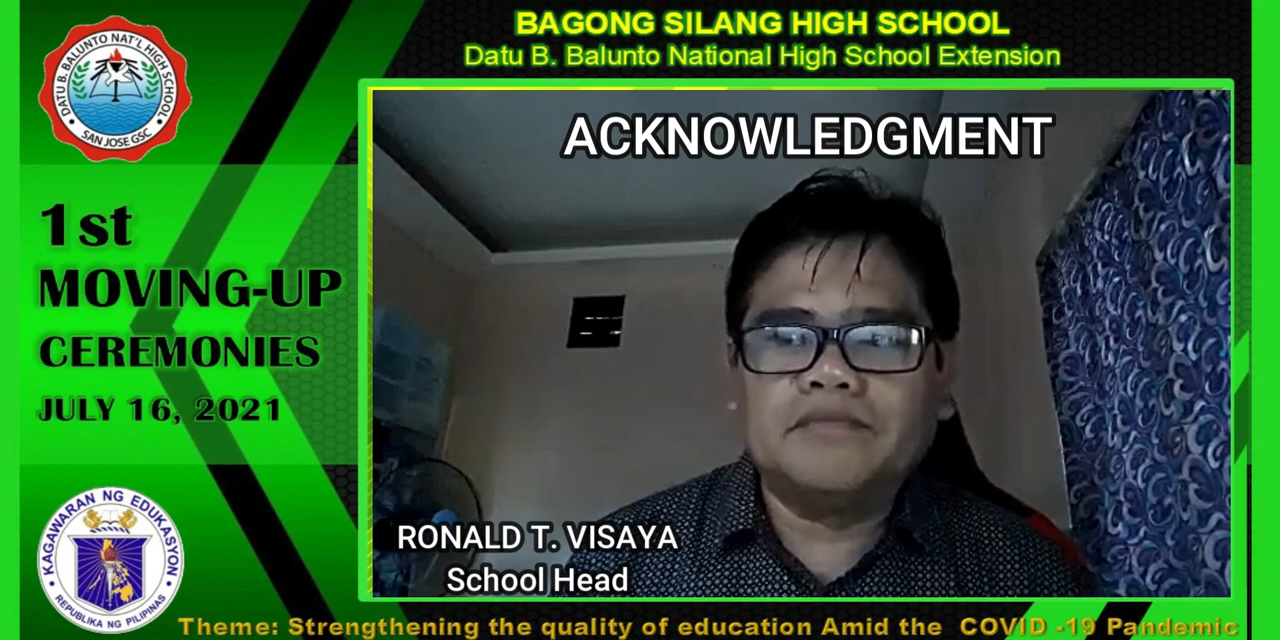 BAGONG SILANG HIGH SCHOOL
Datu B. Balunto National High School Extension
DATU B. BALUNTO NAT'L HIGH SCHOOL
SAN JOSE GSC
ACKNOWLEDGMENT
1st
MOVING-UP
CEREMONIES
JULY 16, 2021
KAGAWARAN NG EDUKASYON
REPUBLIKA NG PILIPINAS
RONALD T. VISAYA
School Head
Theme: Strengthening the quality of education Amid the COVID -19 Pandemic